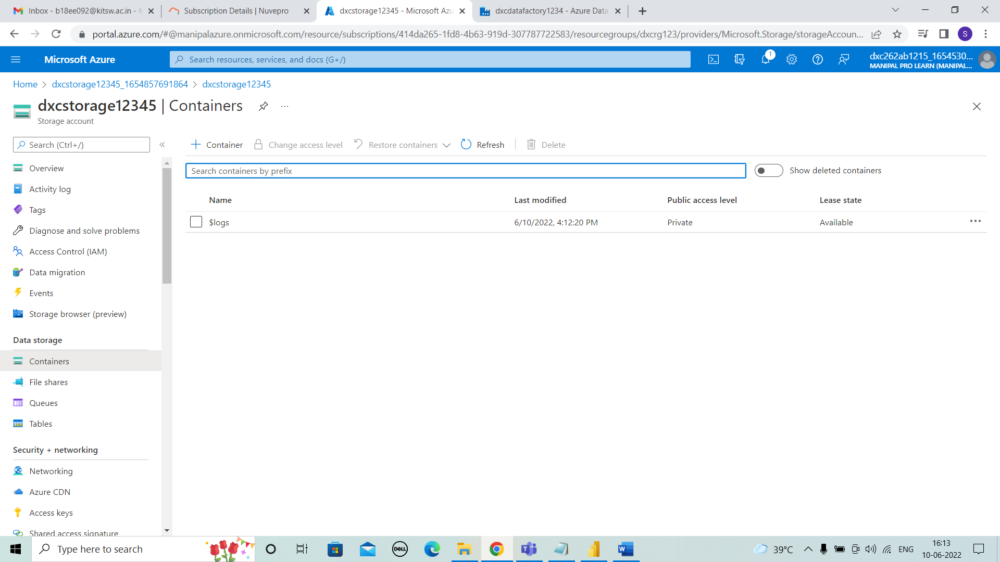 Inbox - b18ee092@kitsw.ac.in -
Subscription Details | Nuvepro
dxcstorage12345 - Microsoft Azu
dxcdatafactory1234 - Azure Data
portal.azure.com/#@manipalazure.onmicrosoft.com/resource/subscriptions/414da265-1fd8-4b63-919d-307787722583/resourcegroups/dxcrg123/providers/Microsoft.Storage/storageAccoun...
S
Microsoft Azure
Search resources, services, and docs (G+/)
1
dxc262ab1215_1654530...
MANIPAL PRO LEARN (MANIPAL...
Home > dxcstorage12345_1654857691864 > dxcstorage12345
dxcstorage12345 | Containers
Storage account
Search (Ctrl+/)
Container
Change access level
Restore containers
Refresh
Delete
Search containers by prefix
Show deleted containers
Name
Last modified
Public access level
Lease state
$logs
6/10/2022, 4:12:20 PM
Private
Available
Overview
Activity log
Tags
Diagnose and solve problems
Access Control (IAM)
Data migration
Events
Storage browser (preview)
Data storage
Containers
File shares
Queues
Tables
Security + networking
Networking
Azure CDN
Access keys
Shared access signature
Type here to search
DELL
39°C
ENG
16:13
10-06-2022